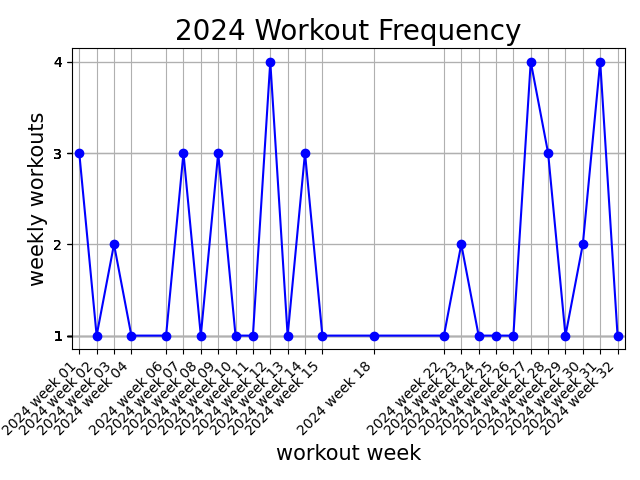 2024 Workout Frequency
weekly workouts
4
3
2
1
2024 week 01
2024 week 02
2024 week 03
2024 week 04
2024 week 06
2024 week 07
2024 week 08
2024 week 09
2024 week 10
2024 week 11
2024 week 12
2024 week 13
2024 week 14
2024 week 15
2024 week 18
2024 week 22
2024 week 23
2024 week 24
2024 week 25
2024 week 26
2024 week 27
2024 week 28
2024 week 29
2024 week 30
2024 week 31
2024 week 32
workout week